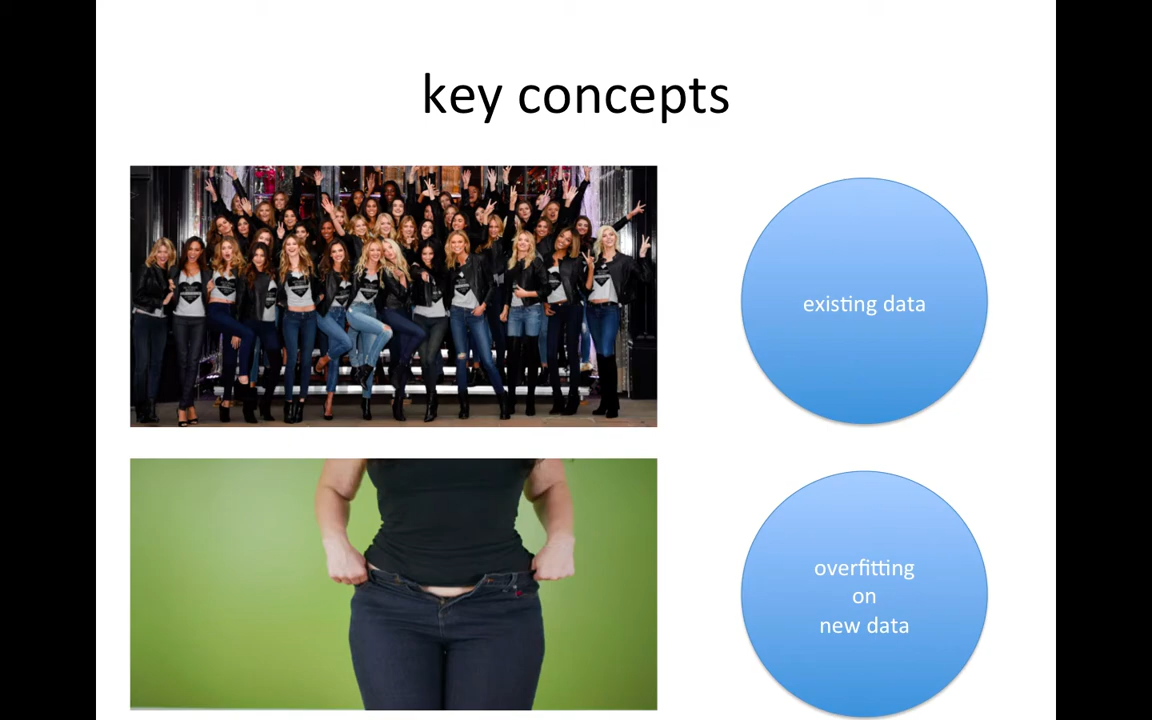 key concepts
existing data
overfitting
on
new data